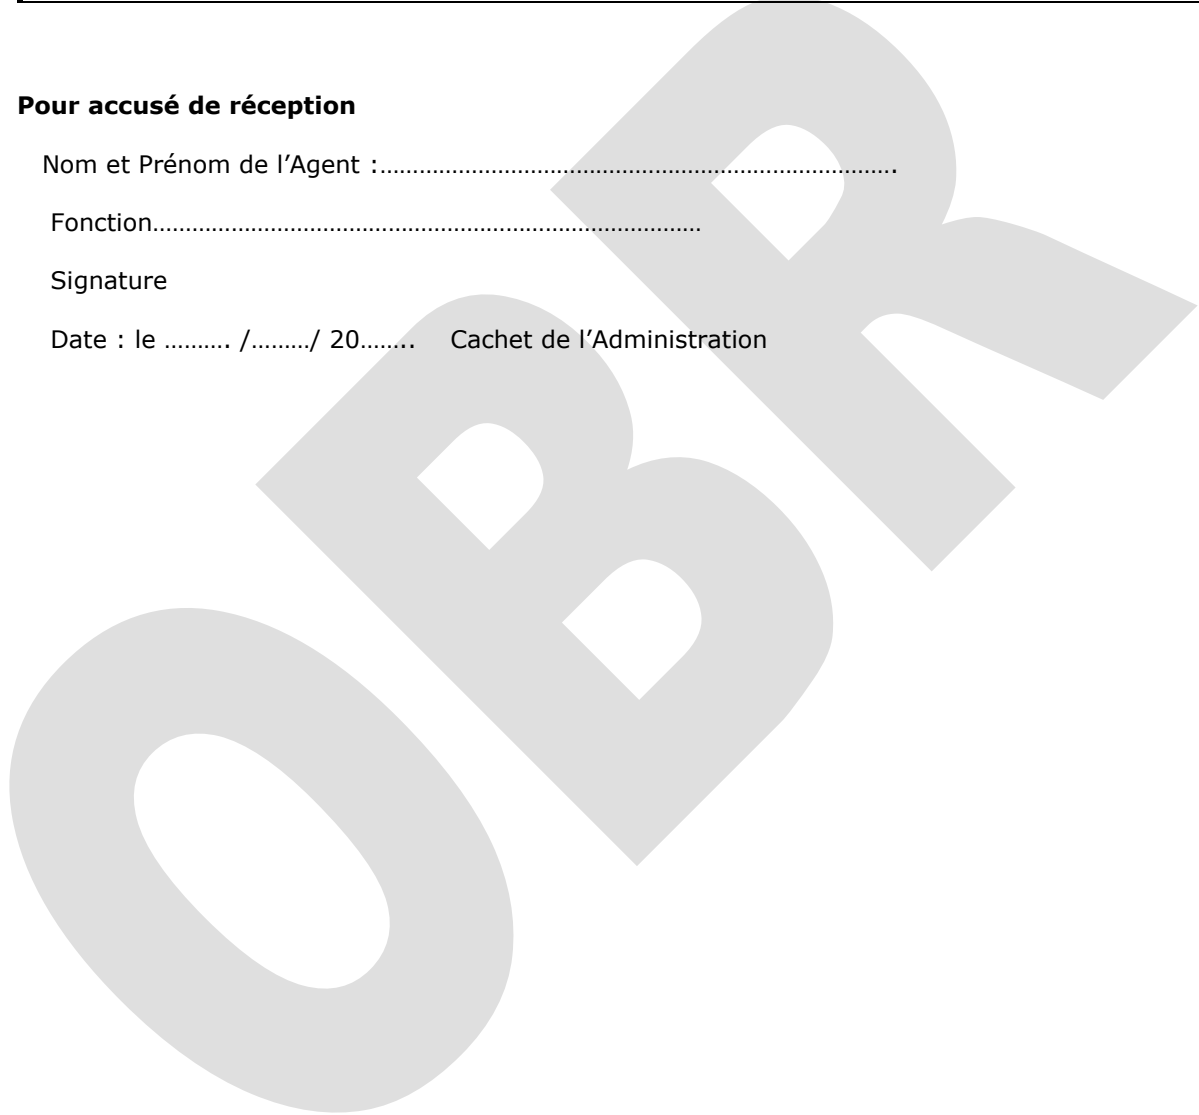 Pour accusé de réception
Nom et Prénom de l’Agent :…………………………………………………………………….
Fonction…………………………………………………………………………
Signature
Date : le ………. /………/ 20…….. Cachet de l’Administration
OBR